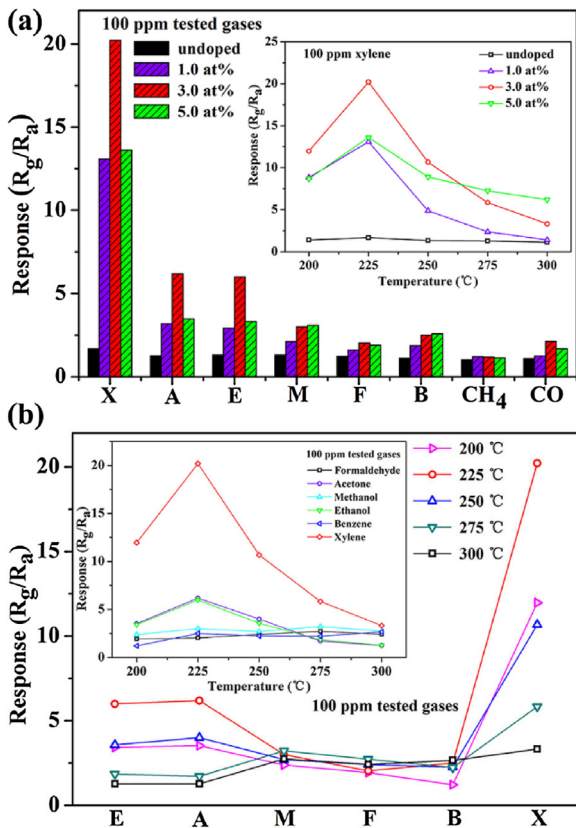 (a)
100 ppm tested gases
undoped
1.0 at%
3.0 at%
5.0 at%
Response (Rg/Ra)
20
15
10
5
0
X A E M F B CH4 CO
100 ppm xylene
undoped
1.0 at%
3.0 at%
5.0 at%
Response (Rg/Ra)
25
20
15
10
5
0
200 225 250 275 300
Temperature (℃)
(b)
Response (Rg/Ra)
20
15
10
5
0
E A M F B X
200 ℃
225 ℃
250 ℃
275 ℃
300 ℃
100 ppm tested gases
100 ppm tested gases
Formaldehyde
Acetone
Methanol
Ethanol
Benzene
Xylene
Response (Rg/Ra)
20
15
10
5
0
200 225 250 275 300
Temperature (℃)